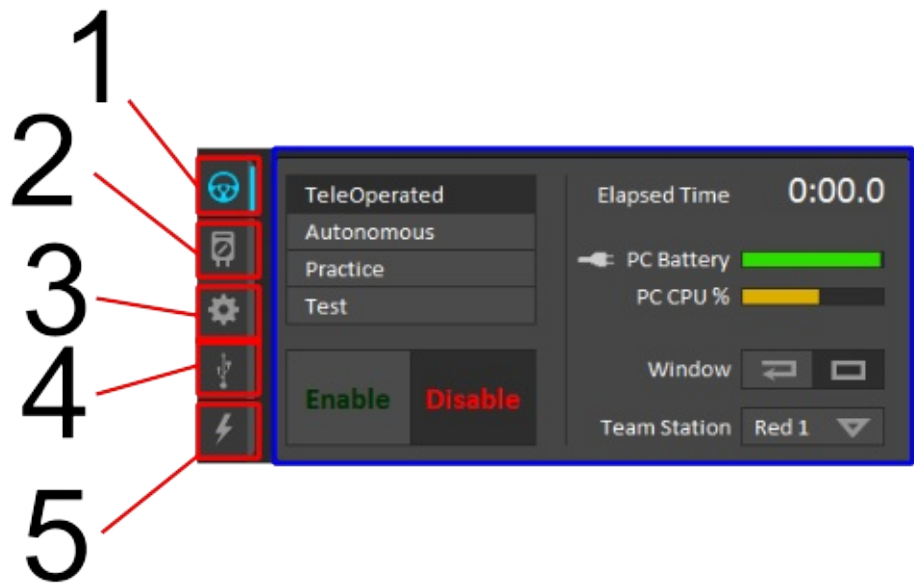 1
2
3
4
5
TeleOperated
Autonomous
Practice
Test
Enable Disable
Elapsed Time 0:00.0
PC Battery
PC CPU %
Window
Team Station Red 1